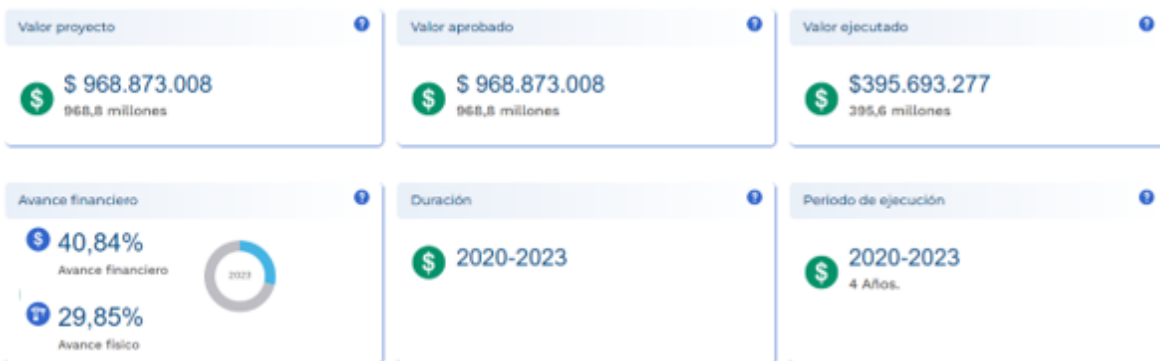 Valor proyecto
Valor aprobado
Valor ejecutado
$ 968.873.008
968,8 millones
$ 968.873.008
968,8 millones
$395.693.277
395,6 millones
Avance financiero
Duración
Periodo de ejecución
40,84%
Avance financiero
2023
29,85%
Avance físico
2020-2023
2020-2023
4 Años.